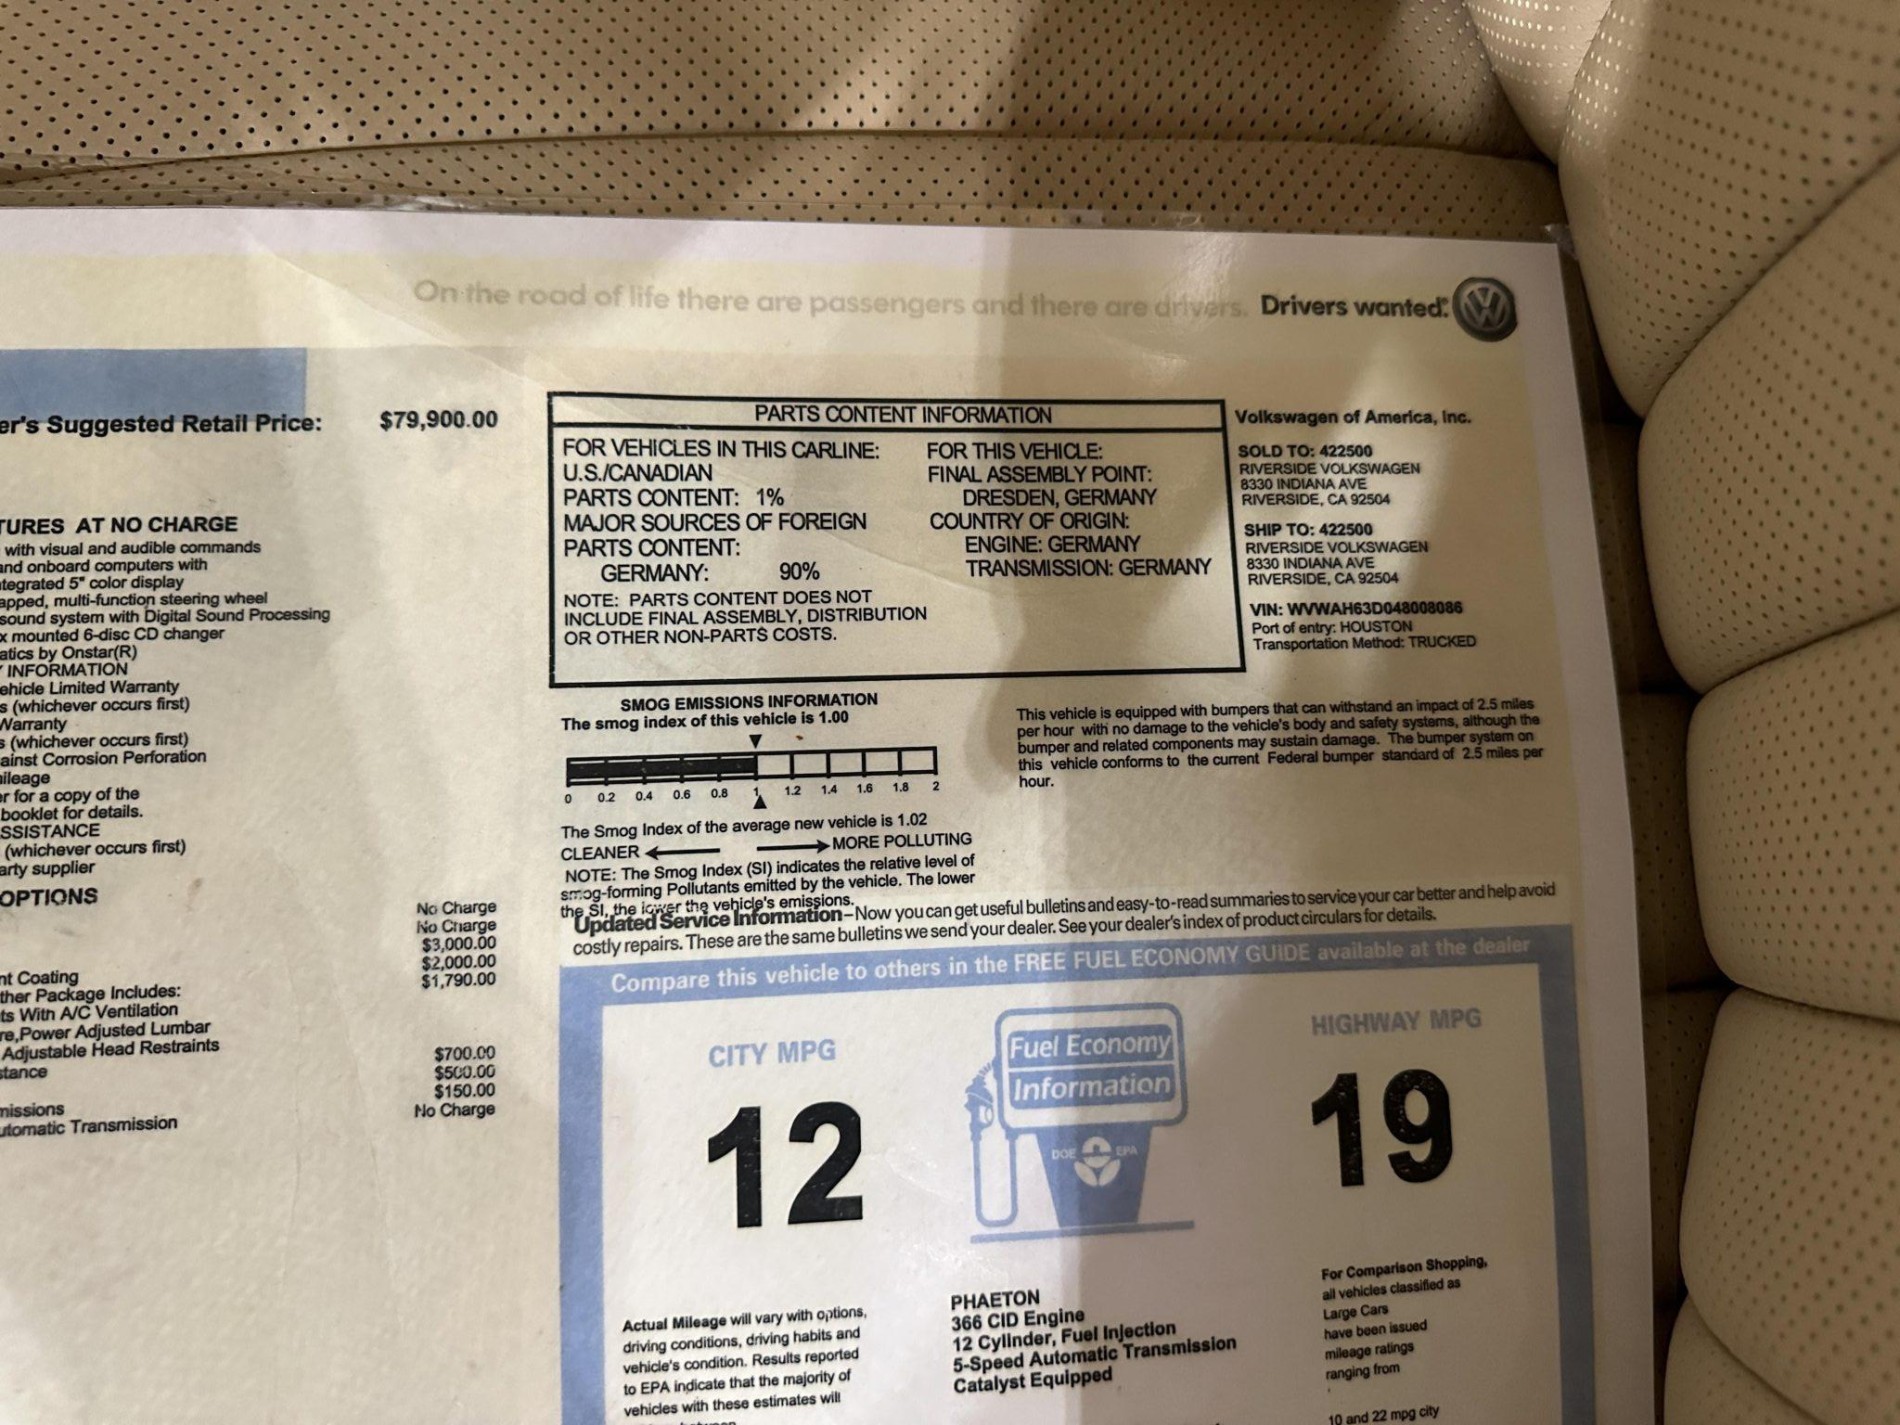 On the road of life there are passengers and there are drivers. Drivers wanted.
er's Suggested Retail Price: $79,900.00
TURES AT NO CHARGE
with visual and audible commands
and onboard computers with
ntegrated 5" color display
apped, multi-function steering wheel
sound system with Digital Sound Processing
x mounted 6-disc CD changer
atics by Onstar(R)
INFORMATION
ehicle Limited Warranty
s (whichever occurs first)
Warranty
s (whichever occurs first)
ainst Corrosion Perforation
ileage
er for a copy of the
booklet for details.
SSISTANCE
(whichever occurs first)
arty supplier
OPTIONS
No Charge
No Charge
$3,000.00
$2,000.00
nt Coating $1,790.00
ther Package Includes:
ts With A/C Ventilation
re,Power Adjusted Lumbar
Adjustable Head Restraints
$700.00
stance $500.00
$150.00
missions No Charge
utomatic Transmission
PARTS CONTENT INFORMATION
FOR VEHICLES IN THIS CARLINE:
U.S./CANADIAN
PARTS CONTENT: 1%
MAJOR SOURCES OF FOREIGN
PARTS CONTENT:
GERMANY: 90%
NOTE: PARTS CONTENT DOES NOT
INCLUDE FINAL ASSEMBLY, DISTRIBUTION
OR OTHER NON-PARTS COSTS.
FOR THIS VEHICLE:
FINAL ASSEMBLY POINT:
DRESDEN, GERMANY
COUNTRY OF ORIGIN:
ENGINE: GERMANY
TRANSMISSION: GERMANY
Volkswagen of America, Inc.
SOLD TO: 422500
RIVERSIDE VOLKSWAGEN
8330 INDIANA AVE
RIVERSIDE, CA 92504
SHIP TO: 422500
RIVERSIDE VOLKSWAGEN
8330 INDIANA AVE
RIVERSIDE, CA 92504
VIN: WVWAH63D048008086
Port of entry: HOUSTON
Transportation Method: TRUCKED
SMOG EMISSIONS INFORMATION
The smog index of this vehicle is 1.00
0 0.2 0.4 0.6 0.8 1 1.2 1.4 1.6 1.8 2
The Smog Index of the average new vehicle is 1.02
CLEANER MORE POLLUTING
NOTE: The Smog Index (SI) indicates the relative level of
smog-forming Pollutants emitted by the vehicle. The lower
the SI, the lower the vehicle's emissions.
This vehicle is equipped with bumpers that can withstand an impact of 2.5 miles
per hour with no damage to the vehicle's body and safety systems, although the
bumper and related components may sustain damage. The bumper system on
this vehicle conforms to the current Federal bumper standard of 2.5 miles per
hour.
Updated Service Information–Now you can get useful bulletins and easy-to-read summaries to service your car better and help avoid
costly repairs. These are the same bulletins we send your dealer. See your dealer's index of product circulars for details.
Compare this vehicle to others in the FREE FUEL ECONOMY GUIDE available at the dealer
CITY MPG
12
Fuel Economy
Information
DOE EPA
HIGHWAY MPG
19
Actual Mileage will vary with options,
driving conditions, driving habits and
vehicle's condition. Results reported
to EPA indicate that the majority of
vehicles with these estimates will
PHAETON
366 CID Engine
12 Cylinder, Fuel Injection
5-Speed Automatic Transmission
Catalyst Equipped
For Comparison Shopping,
all vehicles classified as
Large Cars
have been issued
mileage ratings
ranging from
10 and 22 mpg city